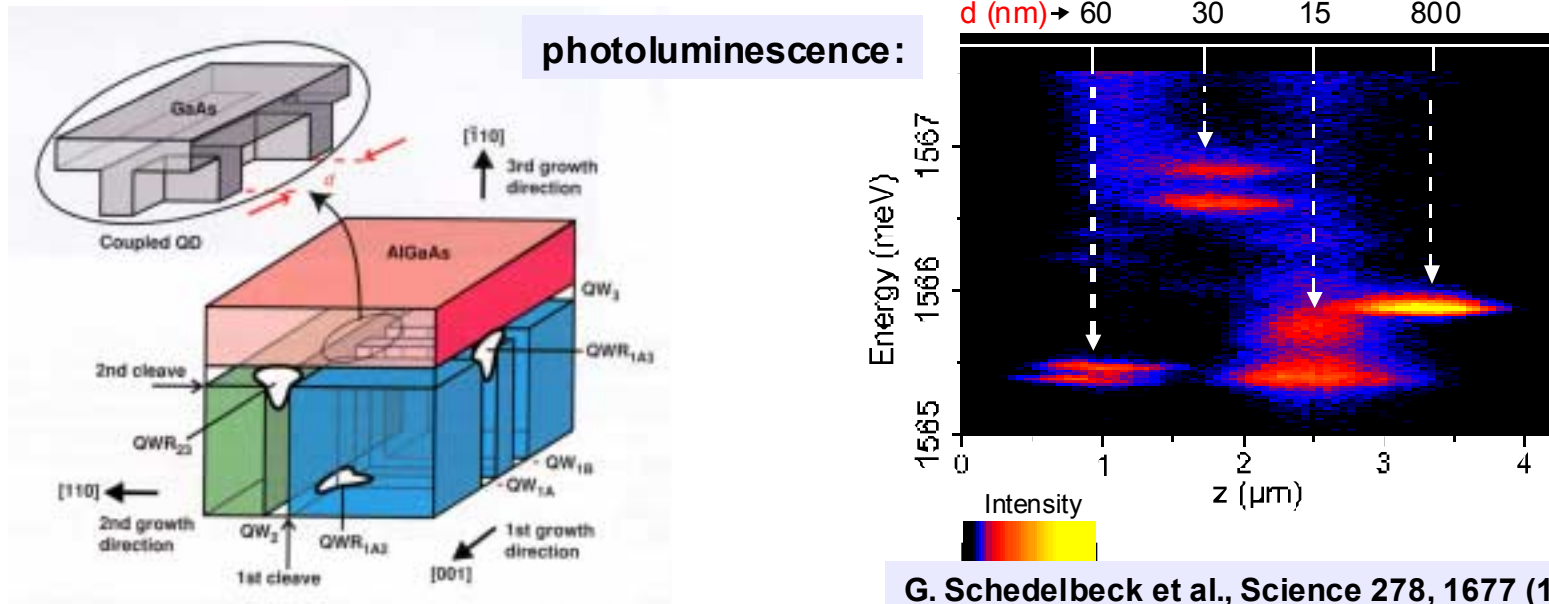 photoluminescence:
GaAs
d
Coupled QD
[1̄10]
3rd growth
direction
AlGaAs
QW3
QWR1A3
2nd cleave
QWR23
QW1B
QW1A
[110]
2nd growth
direction
QW2
QWR1A2
1st growth
direction
1st cleave
[001]
d (nm) → 60 30 15 800
Energy (meV)
1567
1566
1565
0 1 2 3 4
z (µm)
Intensity
G. Schedelbeck et al., Science 278, 1677 (1